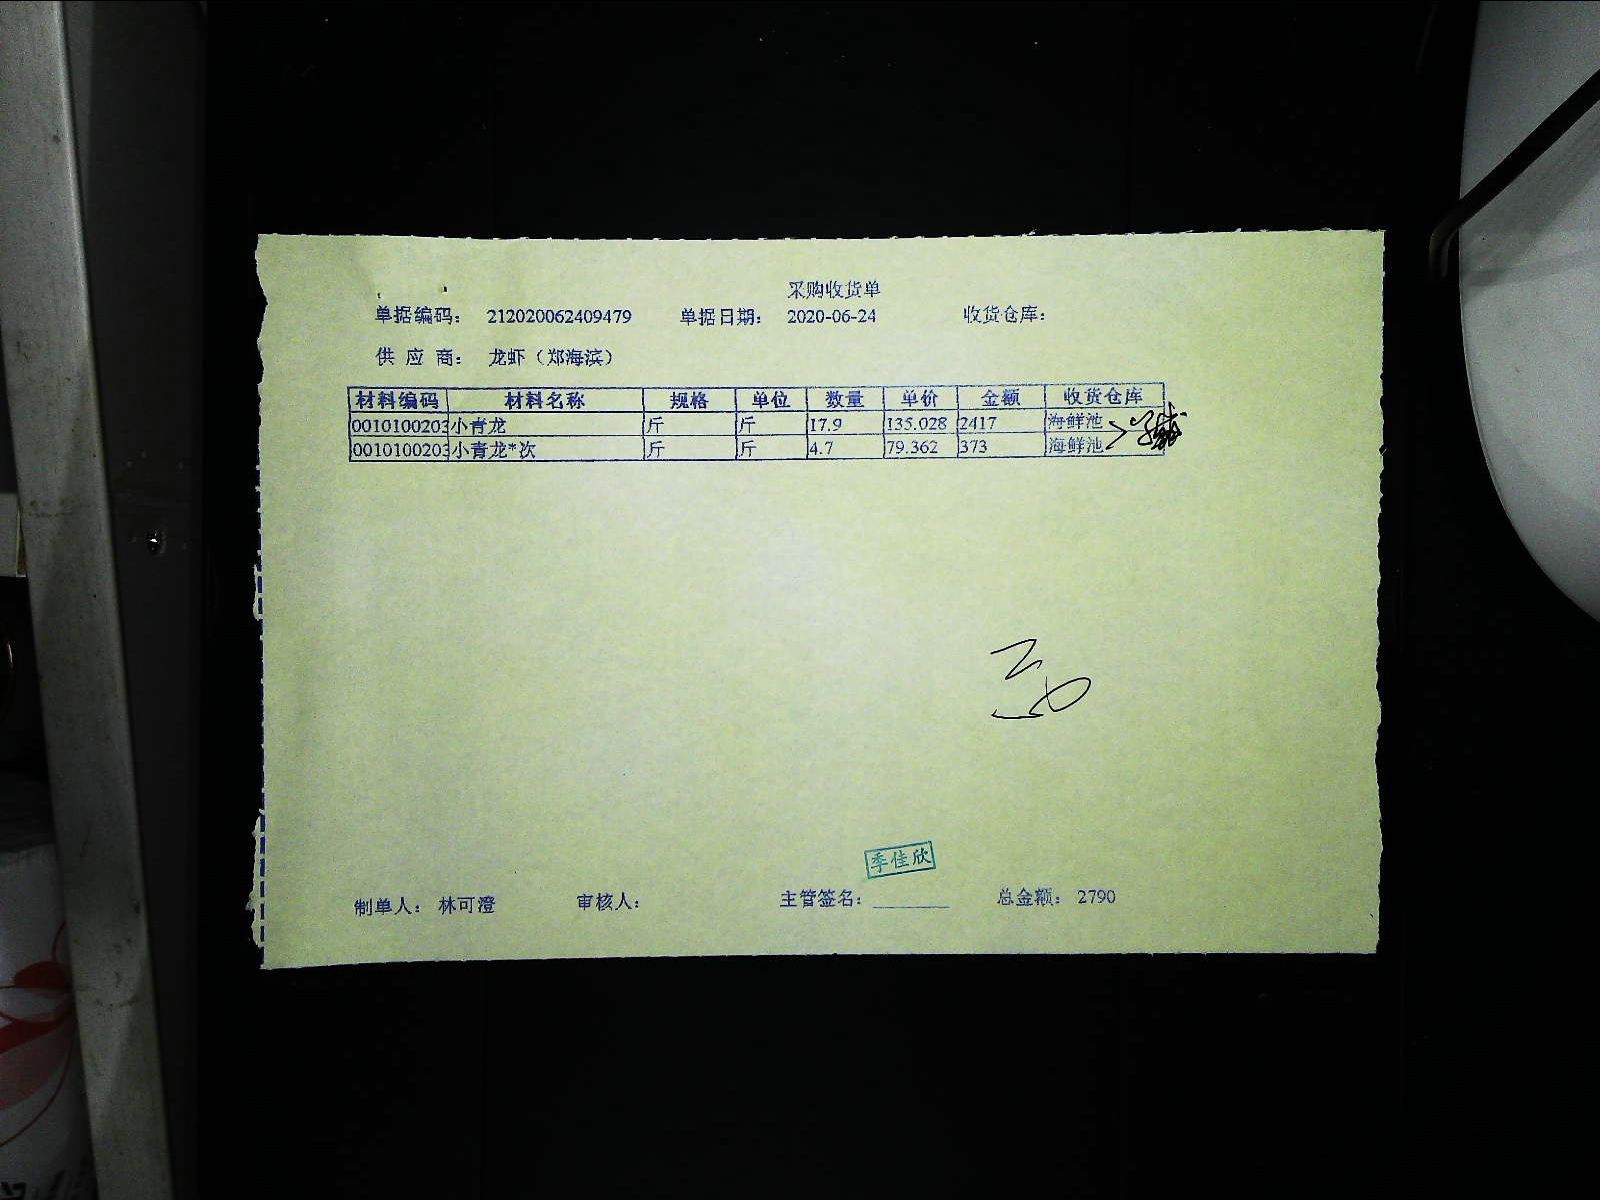 采购收货单
单据编码： 212020062409479 单据日期： 2020-06-24 收货仓库：
供 应 商： 龙虾（郑海滨）
材料编码 材料名称 规格 单位 数量 单价 金额 收货仓库
0010100203 小青龙 斤 斤 17.9 135.028 2417 海鲜池
0010100203 小青龙*次 斤 斤 4.7 79.362 373 海鲜池
季佳欣
制单人： 林可澄 审核人： 主管签名： 总金额： 2790